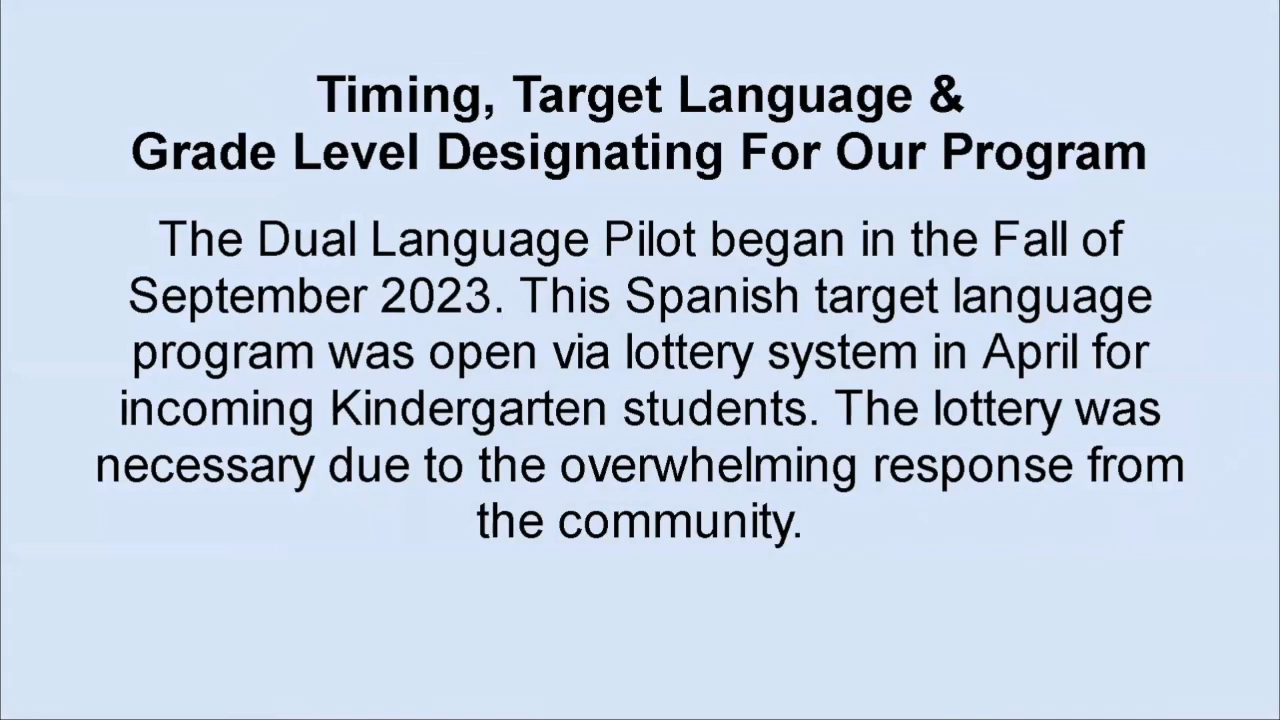 Timing, Target Language &
Grade Level Designating For Our Program
The Dual Language Pilot began in the Fall of
September 2023. This Spanish target language
program was open via lottery system in April for
incoming Kindergarten students. The lottery was
necessary due to the overwhelming response from
the community.